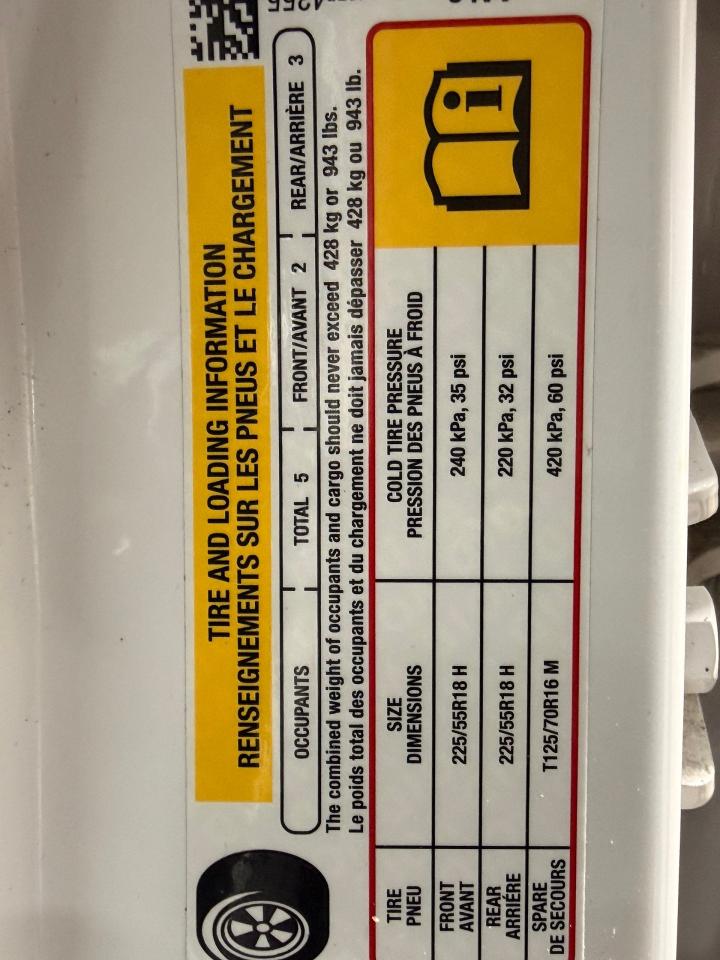 TIRE AND LOADING INFORMATION
RENSEIGNEMENTS SUR LES PNEUS ET LE CHARGEMENT
OCCUPANTS TOTAL 5 FRONT/AVANT 2 REAR/ARRIÈRE 3
The combined weight of occupants and cargo should never exceed 428 kg or 943 lbs.
Le poids total des occupants et du chargement ne doit jamais dépasser 428 kg ou 943 lb.
TIRE SIZE COLD TIRE PRESSURE
PNEU DIMENSIONS PRESSION DES PNEUS À FROID
FRONT
AVANT 225/55R18 H 240 kPa, 35 psi
REAR
ARRIÉRE 225/55R18 H 220 kPa, 32 psi
SPARE
DE SECOURS T125/70R16 M 420 kPa, 60 psi